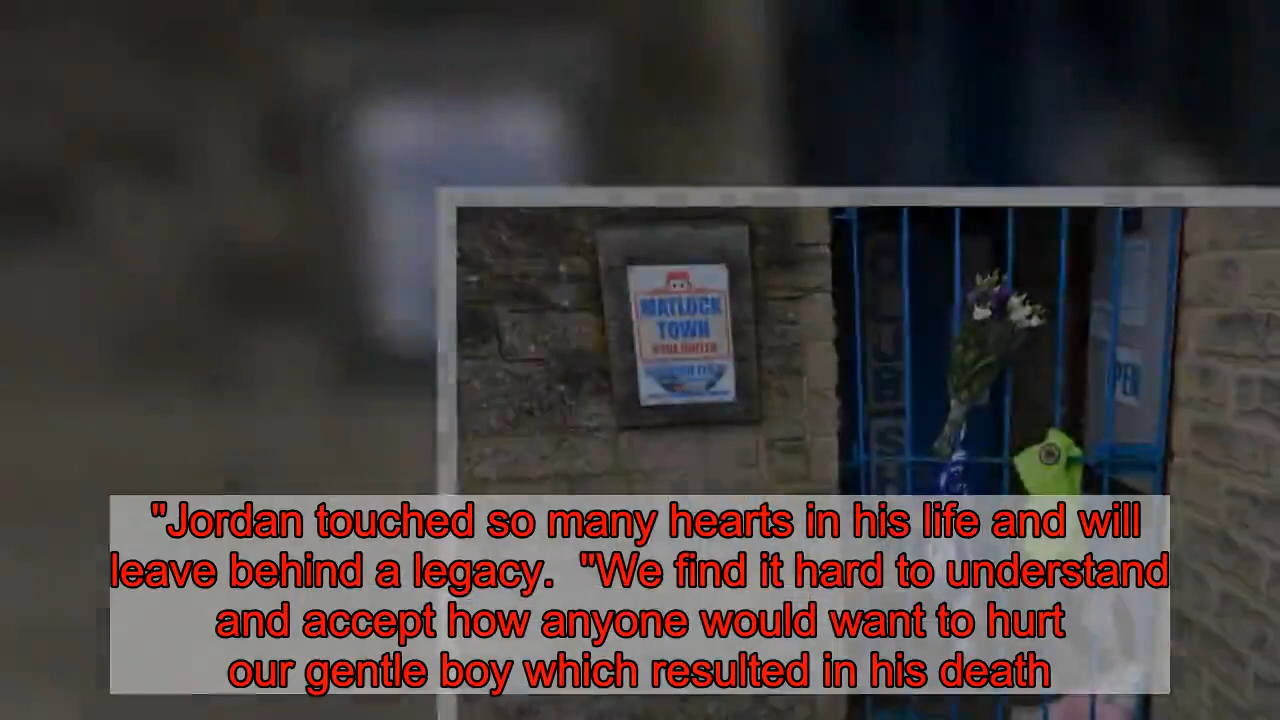 MATLOCK
TOWN
"Jordan touched so many hearts in his life and will
leave behind a legacy.  "We find it hard to understand
and accept how anyone would want to hurt
our gentle boy which resulted in his death